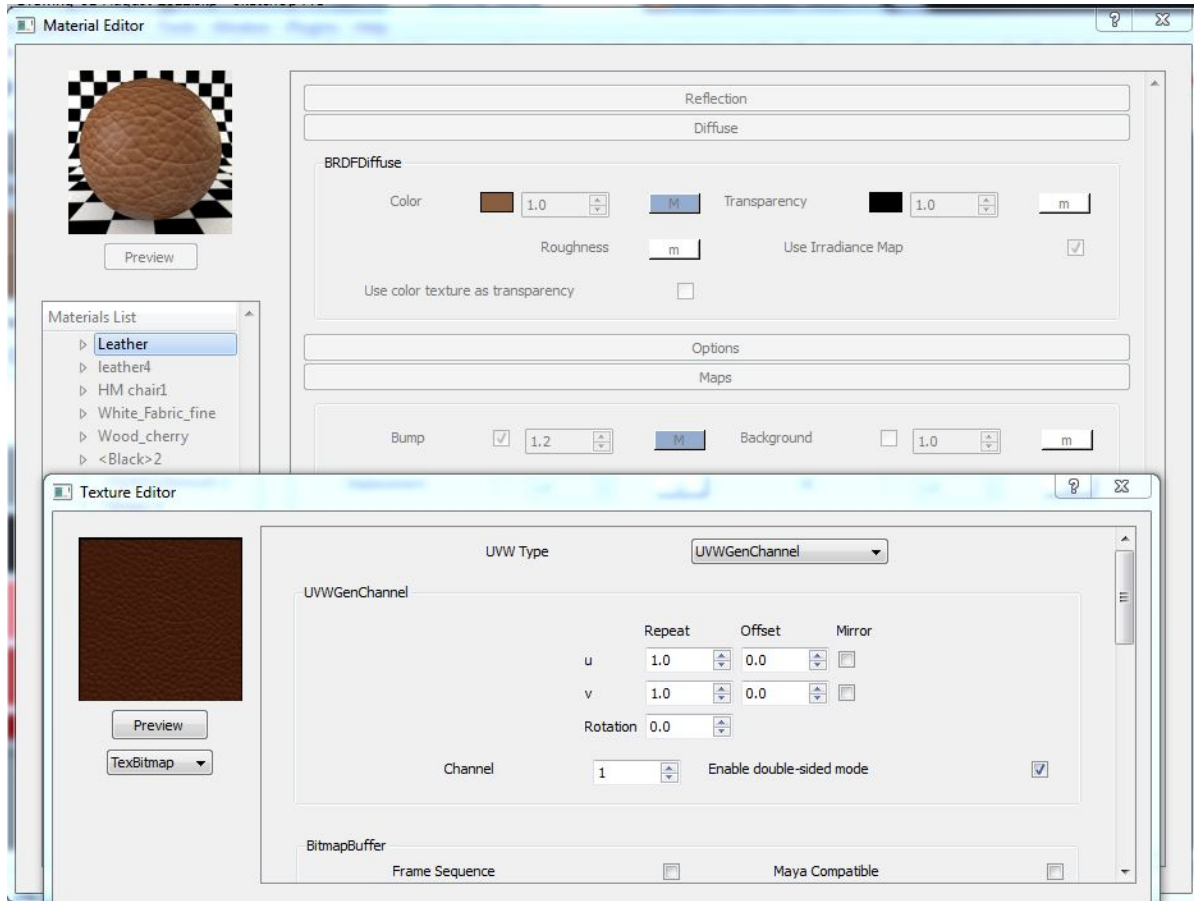 Material Editor
Reflection
Diffuse
BRDFDiffuse
Color 1.0 M Transparency 1.0 m
Roughness m Use Irradiance Map
Use color texture as transparency
Preview
Materials List
Leather
leather4
HM chair1
White_Fabric_fine
Wood_cherry
<Black>2
Options
Maps
Bump 1.2 M Background 1.0 m
Texture Editor
UVW Type UVWGenChannel
UVWGenChannel
Repeat Offset Mirror
u 1.0 0.0
v 1.0 0.0
Rotation 0.0
Channel 1 Enable double-sided mode
Preview
TexBitmap
BitmapBuffer
Frame Sequence Maya Compatible